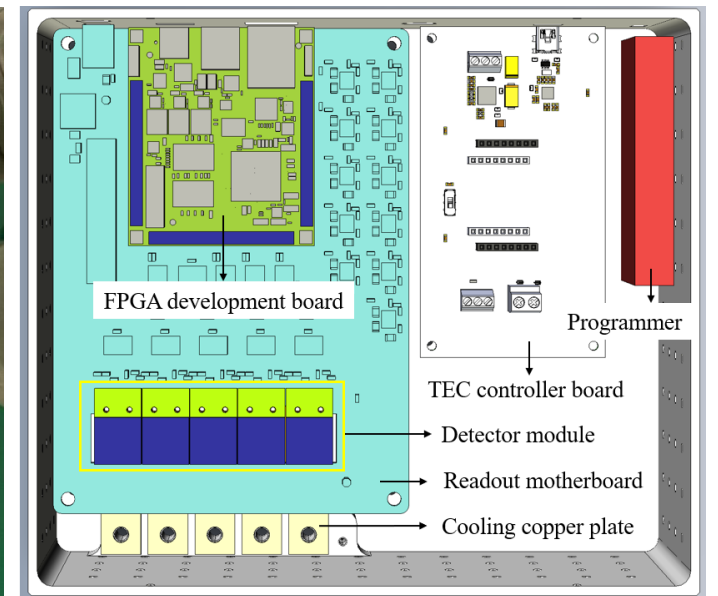 FPGA development board
Programmer
TEC controller board
Detector module
Readout motherboard
Cooling copper plate